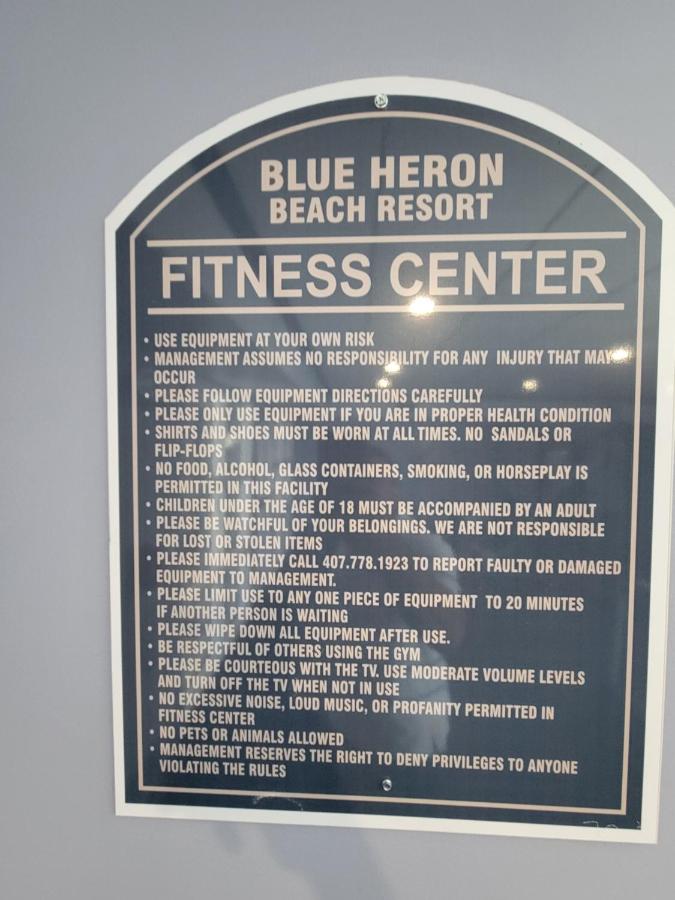 BLUE HERON
BEACH RESORT
FITNESS CENTER
• USE EQUIPMENT AT YOUR OWN RISK
• MANAGEMENT ASSUMES NO RESPONSIBILITY FOR ANY INJURY THAT MAY
OCCUR
• PLEASE FOLLOW EQUIPMENT DIRECTIONS CAREFULLY
• PLEASE ONLY USE EQUIPMENT IF YOU ARE IN PROPER HEALTH CONDITION
• SHIRTS AND SHOES MUST BE WORN AT ALL TIMES. NO SANDALS OR
FLIP-FLOPS
• NO FOOD, ALCOHOL, GLASS CONTAINERS, SMOKING, OR HORSEPLAY IS
PERMITTED IN THIS FACILITY
• CHILDREN UNDER THE AGE OF 18 MUST BE ACCOMPANIED BY AN ADULT
• PLEASE BE WATCHFUL OF YOUR BELONGINGS. WE ARE NOT RESPONSIBLE
FOR LOST OR STOLEN ITEMS
• PLEASE IMMEDIATELY CALL 407.778.1923 TO REPORT FAULTY OR DAMAGED
EQUIPMENT TO MANAGEMENT.
• PLEASE LIMIT USE TO ANY ONE PIECE OF EQUIPMENT TO 20 MINUTES
IF ANOTHER PERSON IS WAITING
• PLEASE WIPE DOWN ALL EQUIPMENT AFTER USE.
• BE RESPECTFUL OF OTHERS USING THE GYM
• PLEASE BE COURTEOUS WITH THE TV. USE MODERATE VOLUME LEVELS
AND TURN OFF THE TV WHEN NOT IN USE
• NO EXCESSIVE NOISE, LOUD MUSIC, OR PROFANITY PERMITTED IN
FITNESS CENTER
• NO PETS OR ANIMALS ALLOWED
• MANAGEMENT RESERVES THE RIGHT TO DENY PRIVILEGES TO ANYONE
VIOLATING THE RULES